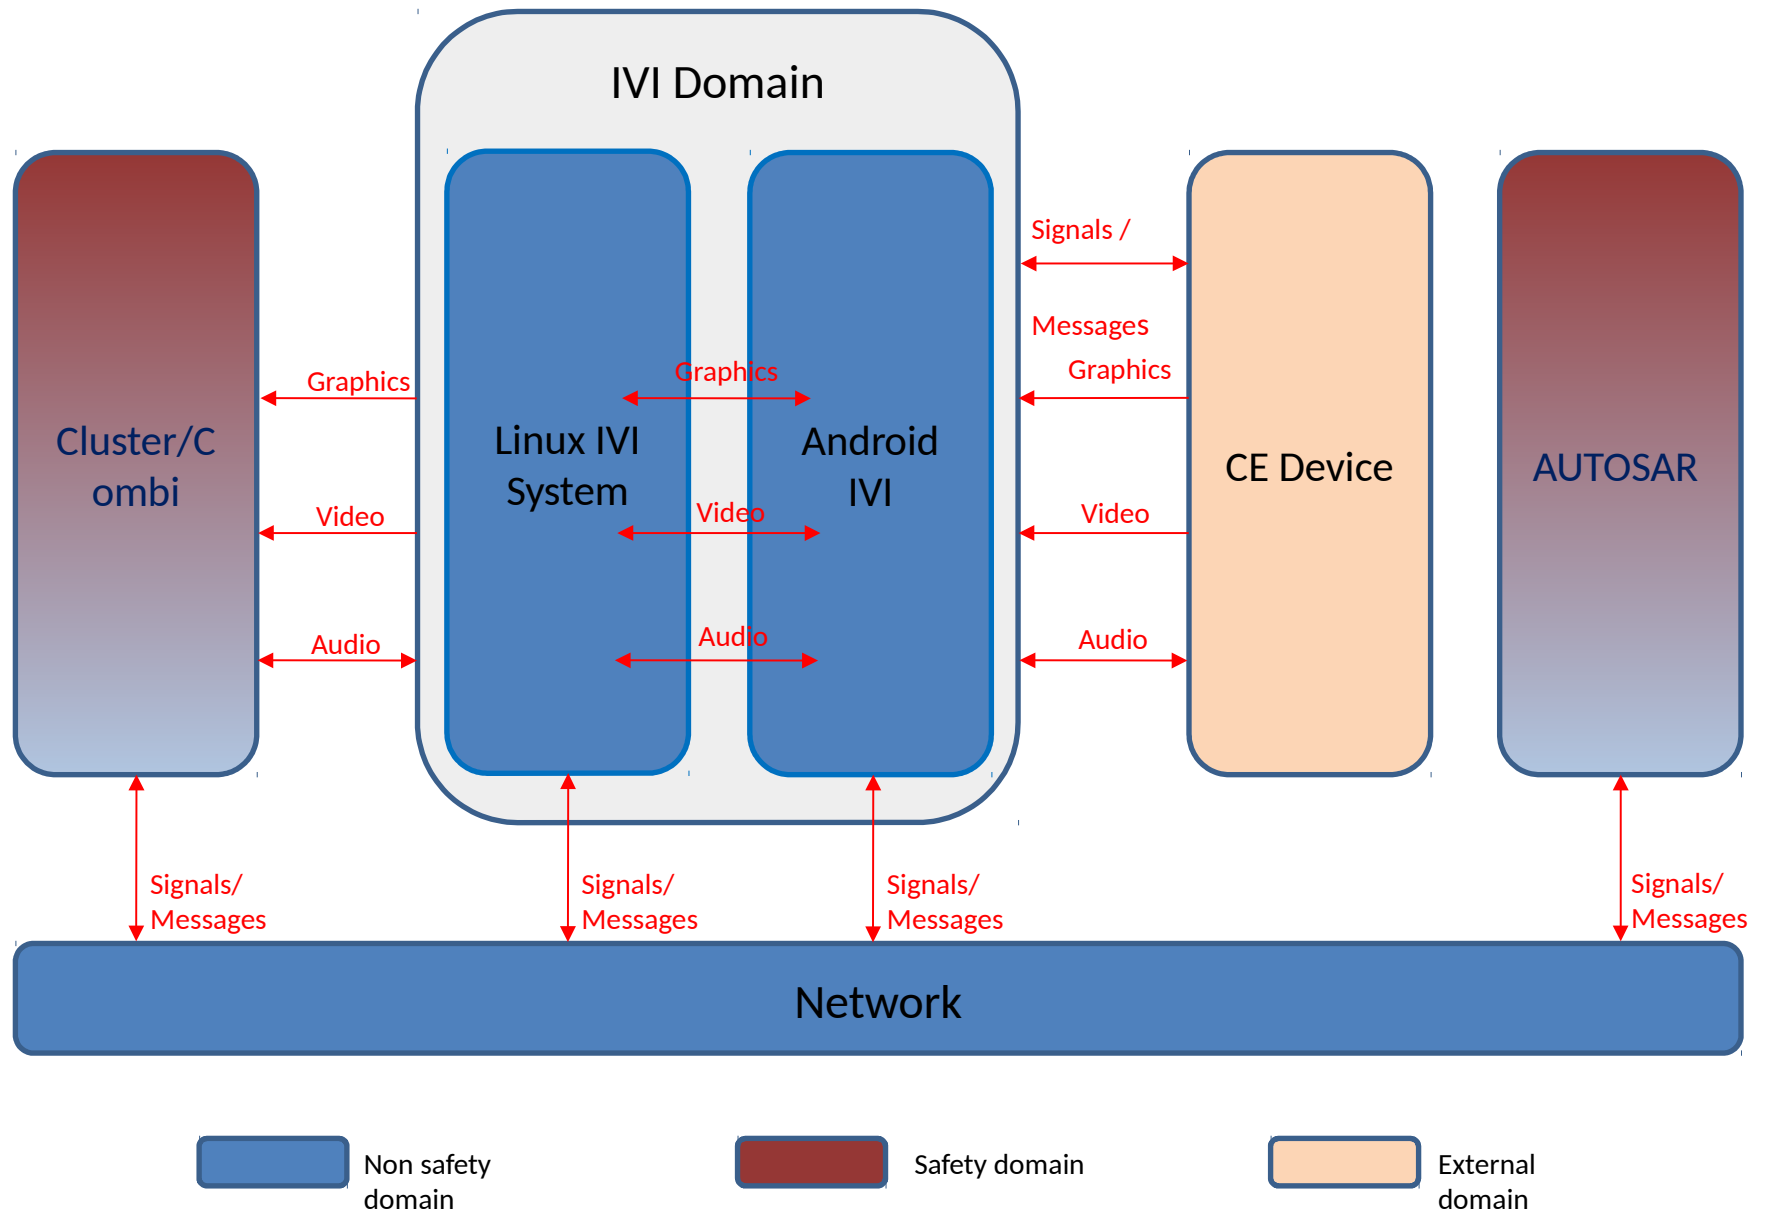 IVI Domain
Signals /
Messages
Graphics
Graphics
Graphics
Cluster/C
ombi
Linux IVI
System
Android
IVI
CE Device
AUTOSAR
Video
Video
Video
Audio
Audio
Audio
Signals/
Messages
Signals/
Messages
Signals/
Messages
Signals/
Messages
Network
Non safety
domain
Safety domain
External
domain